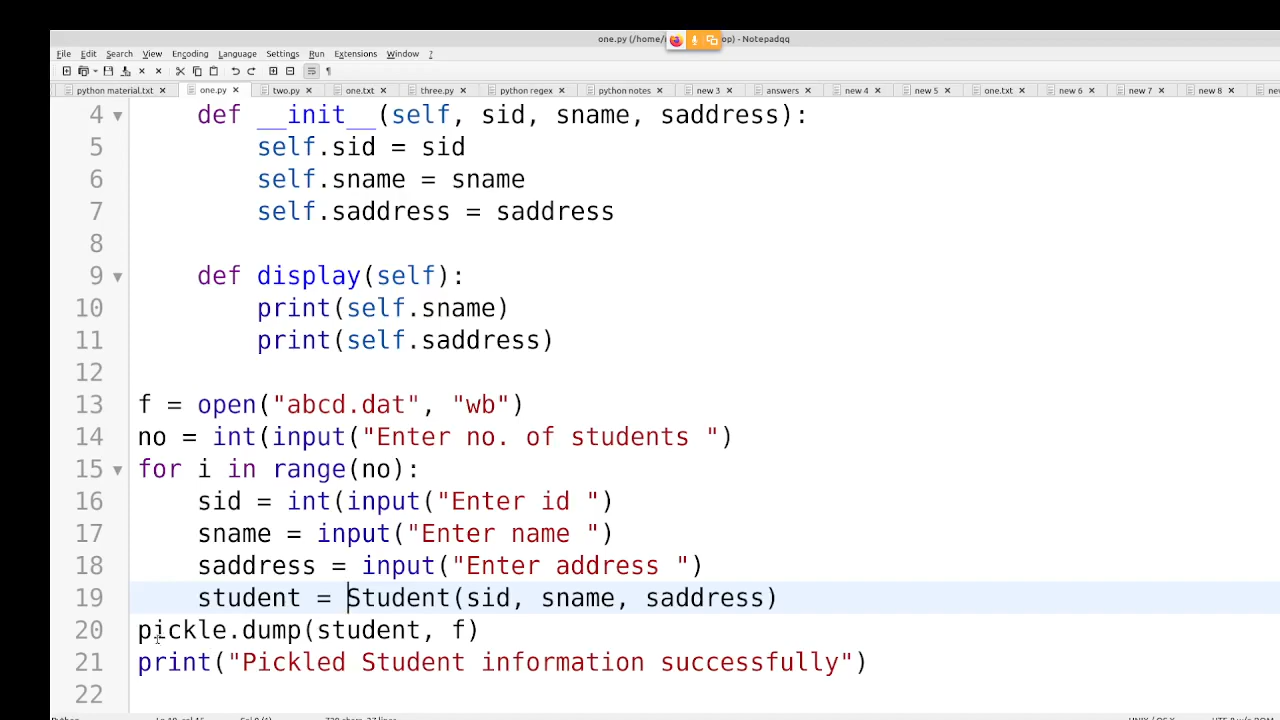 one.py (/home/ op) - Notepadqq
File Edit Search View Encoding Language Settings Run Extensions Window ?
python material.txt one.py two.py one.txt three.py python regex python notes new 3 answers new 4 new 5 one.txt new 6 new 7 new 8
4 def __init__(self, sid, sname, saddress):
5 self.sid = sid
6 self.sname = sname
7 self.saddress = saddress
8
9 def display(self):
10 print(self.sname)
11 print(self.saddress)
12
13 f = open("abcd.dat", "wb")
14 no = int(input("Enter no. of students ")
15 for i in range(no):
16 sid = int(input("Enter id ")
17 sname = input("Enter name ")
18 saddress = input("Enter address ")
19 student = Student(sid, sname, saddress)
20 pickle.dump(student, f)
21 print("Pickled Student information successfully")
22